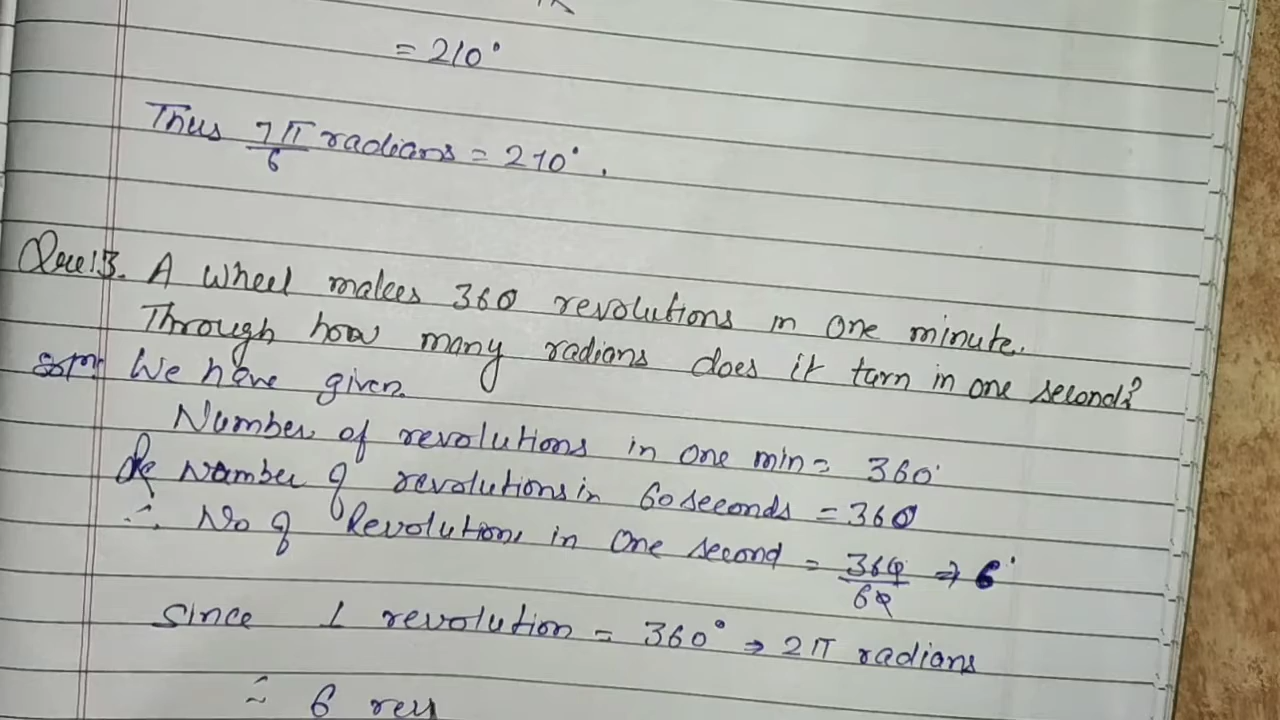 = 210°
Thus 7π/6 radians = 210°.
Que 13. A wheel makes 360 revolutions in one minute.
Through how many radians does it turn in one second?
Soln We have given.
Number of revolutions in one min = 360
Number of revolutions in 60 seconds = 360
∴ No of Revolutions in One second = 360/60 ⇒ 6
Since 1 revolution = 360° → 2π radians
∴ 6 rev